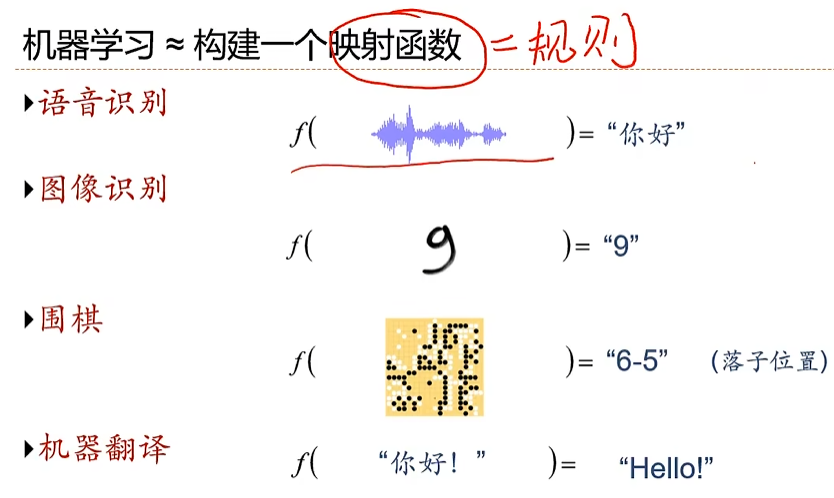 机器学习 ≈ 构建一个映射函数 = 规则
▶语音识别
f( )= “你好”
▶图像识别
f( 9 )= “9”
▶围棋
f( )= “6-5” (落子位置)
▶机器翻译
f( “你好！” )= “Hello!”